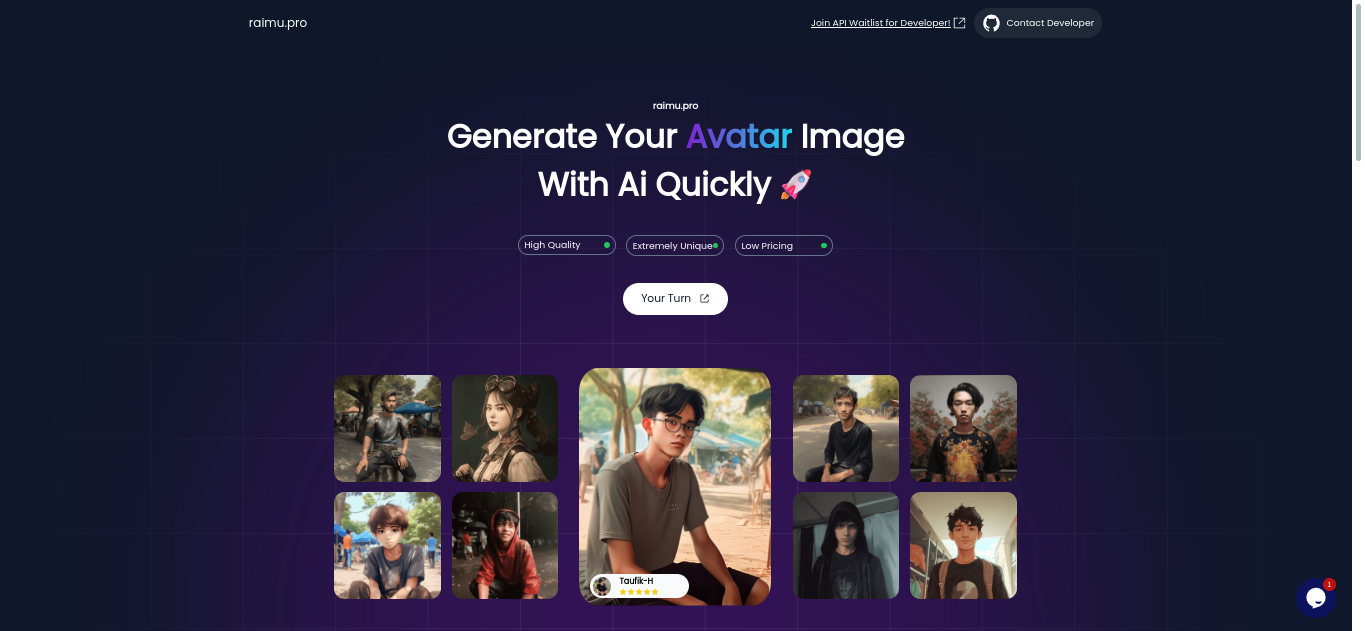 raimu.pro
Join API Waitlist for Developer!
Contact Developer
raimu.pro
Generate Your Avatar Image
With Ai Quickly 🚀
High Quality
Extremely Unique
Low Pricing
Your Turn
Taufik-H
1